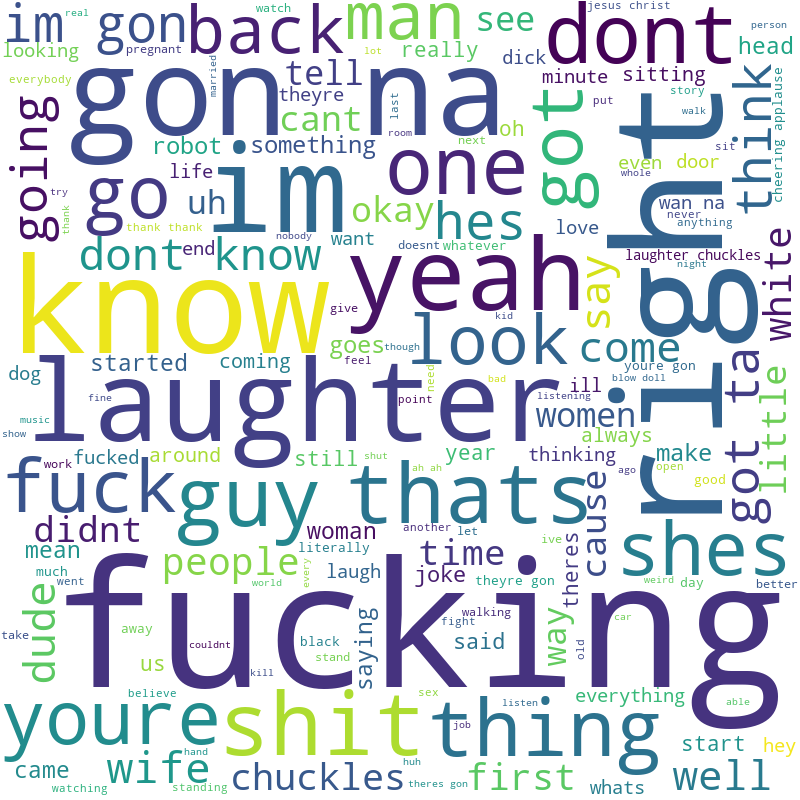 real
watch
jesus christ
im gon
back
man
see
dont
person
looking
pregnant
lot
really
dick
head
everybody
gon na
tell
minute
sitting
married
theyre
last
put
story
cant
got
think
walk
going
robot
something
room
oh
next
sit
cheering applause
life
go
im
one
even
door
right
whole
try
uh
okay
hes
wan na
never
thank
thank thank
nobody
want
love
anything
dont know
end
doesnt
whatever
laughter chuckles
white
know
yeah
say
night
give
kid
look
come
started
coming
goes
though
youre gon
dog
feel
need
bad
ill
blow doll
got ta
little
fine
laughter
point
listening
women
music
show
always
fucked
around
still
shut
year
thinking
make
work
ah ah
ago
open
good
fuck
guy
thats
cause
didnt
woman
another
let
ive
shes
mean
people
literally
time
theres
much
laugh
joke
theyre gon
day
weird
better
went
world
every
dude
fucking
walking
way
car
take
away
black
saying
fight
said
old
us
couldnt
stand
kill
believe
sex
listen
everything
able
youre
shit
thing
job
start
hey
hand
came
wife
huh
first
well
watching
standing
chuckles
theres gon
whats